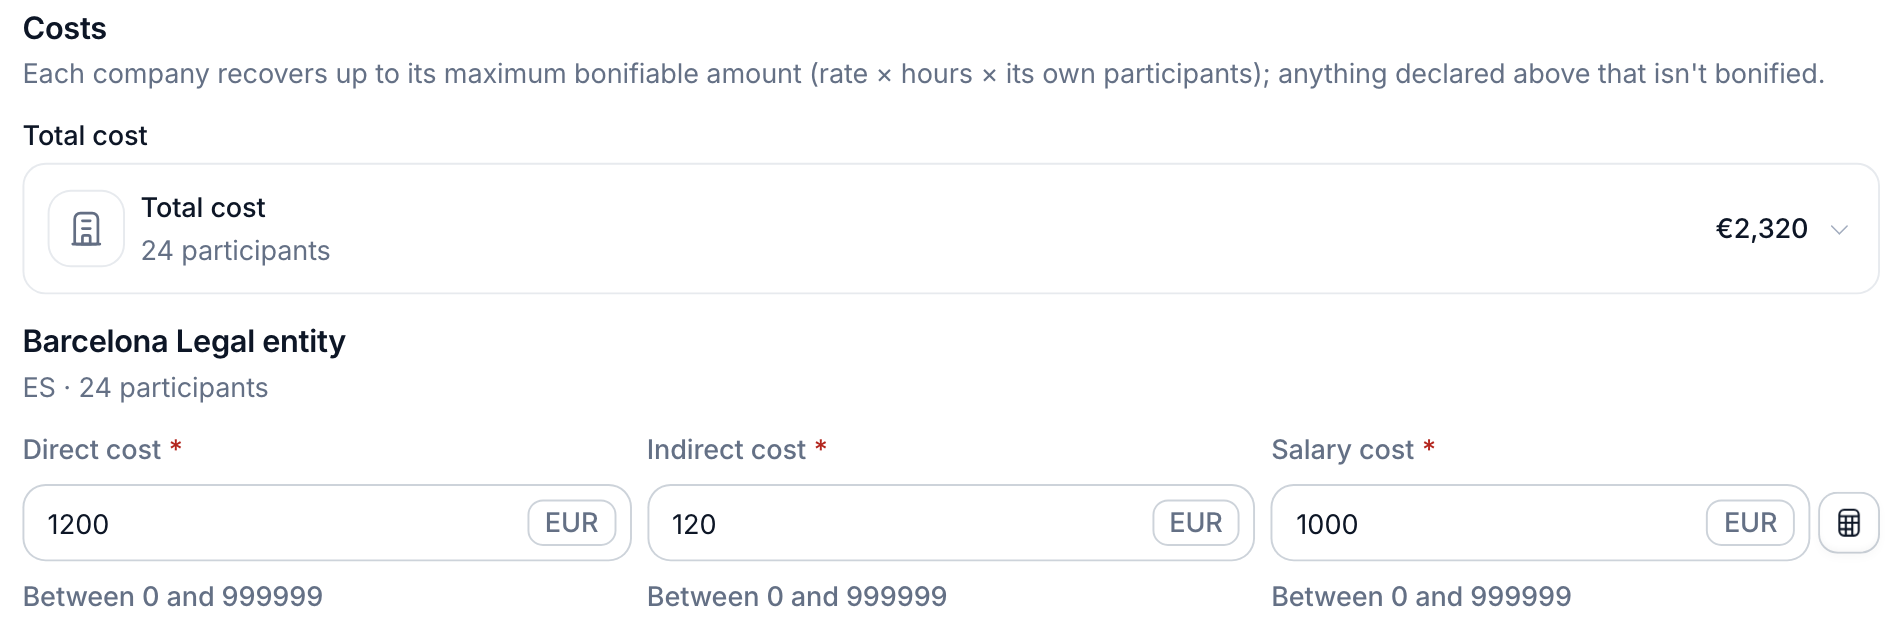 Costs
Each company recovers up to its maximum bonifiable amount (rate × hours × its own participants); anything declared above that isn't bonified.
Total cost
Total cost
24 participants
€2,320
Barcelona Legal entity
ES · 24 participants
Direct cost * Indirect cost * Salary cost *
1200 EUR 120 EUR 1000 EUR
Between 0 and 999999 Between 0 and 999999 Between 0 and 999999